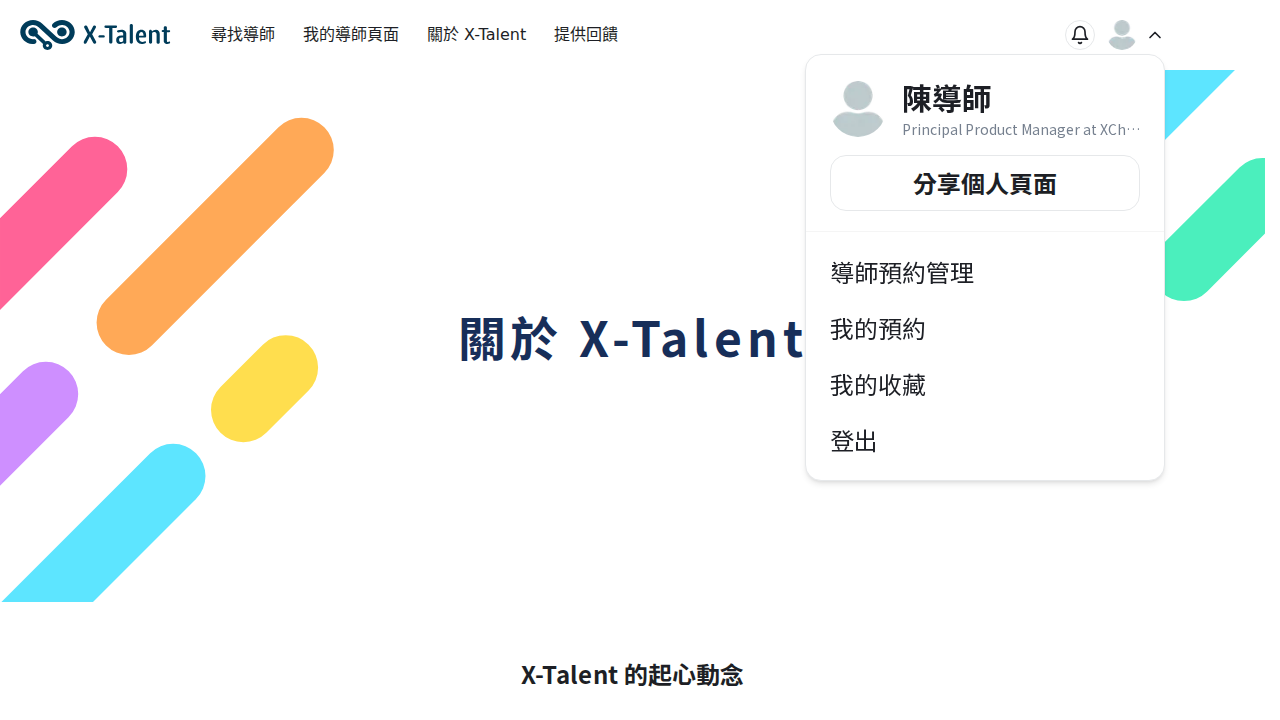 X-Talent
尋找導師
我的導師頁面
關於 X-Talent
提供回饋
陳導師
Principal Product Manager at XCh···
分享個人頁面
導師預約管理
我的預約
我的收藏
登出
關於 X-Talent
X-Talent 的起心動念